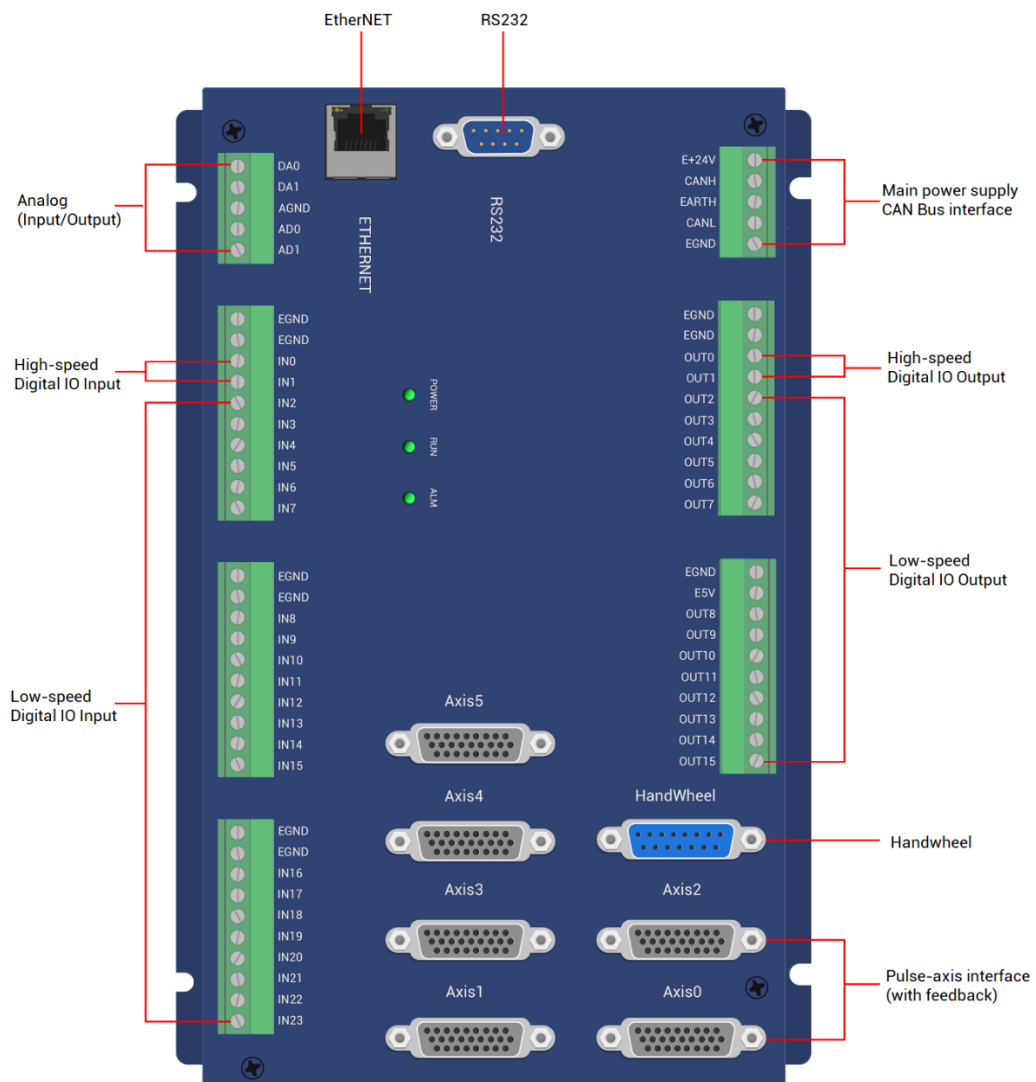 EtherNET
RS232
Analog
(Input/Output)
DA0
DA1
AGND
AD0
AD1
ETHERNET
RS232
E+24V
CANH
EARTH
CANL
EGND
Main power supply
CAN Bus interface
High-speed
Digital IO Input
EGND
EGND
IN0
IN1
IN2
IN3
IN4
IN5
IN6
IN7
POWER
RUN
ALM
EGND
EGND
OUT0
OUT1
OUT2
OUT3
OUT4
OUT5
OUT6
OUT7
High-speed
Digital IO Output
Low-speed
Digital IO Input
EGND
EGND
IN8
IN9
IN10
IN11
IN12
IN13
IN14
IN15
EGND
E5V
OUT8
OUT9
OUT10
OUT11
OUT12
OUT13
OUT14
OUT15
Low-speed
Digital IO Output
EGND
EGND
IN16
IN17
IN18
IN19
IN20
IN21
IN22
IN23
Axis5
Axis4
HandWheel
Handwheel
Axis3
Axis2
Axis1
Axis0
Pulse-axis interface
(with feedback)